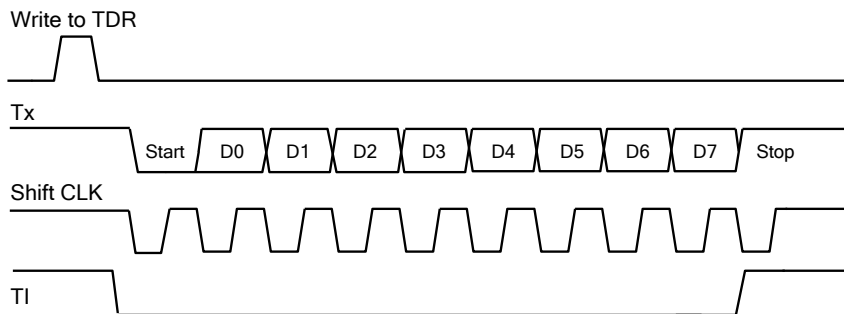 Write to TDR
Tx
Start D0 D1 D2 D3 D4 D5 D6 D7 Stop
Shift CLK
TI